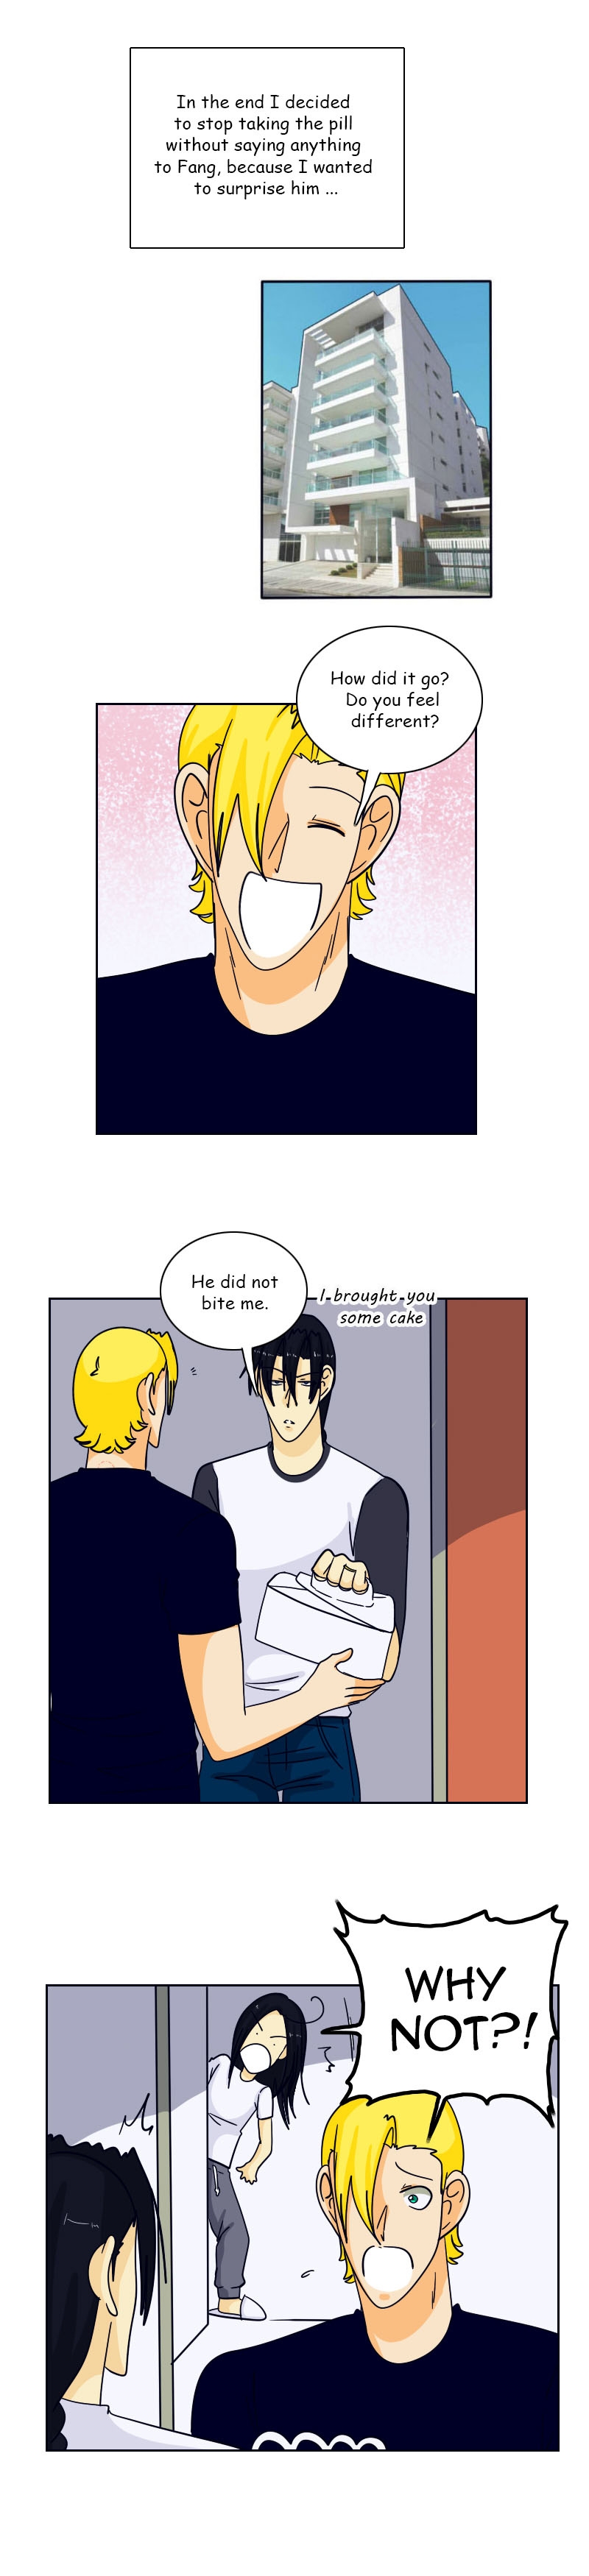 In the end I decided
to stop taking the pill
without saying anything
to Fang, because I wanted
to surprise him ...
How did it go?
Do you feel
different?
He did not
bite me.
I brought you
some cake
WHY
NOT?!